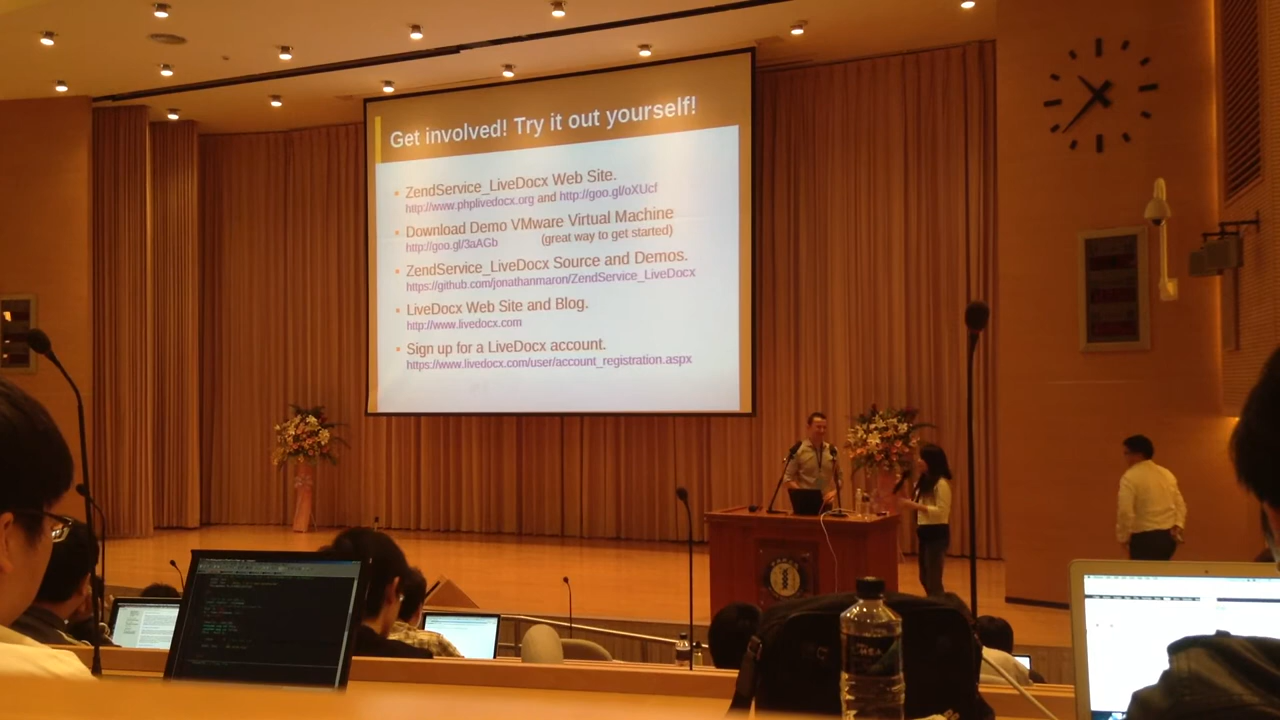 Get involved! Try it out yourself!
ZendService_LiveDocx Web Site.
http://www.phplivedocx.org and http://goo.gl/oXUcf
Download Demo VMware Virtual Machine
http://goo.gl/3aAGb (great way to get started)
ZendService_LiveDocx Source and Demos.
https://github.com/jonathanmaron/ZendService_LiveDocx
LiveDocx Web Site and Blog.
http://www.livedocx.com
Sign up for a LiveDocx account.
https://www.livedocx.com/user/account_registration.aspx